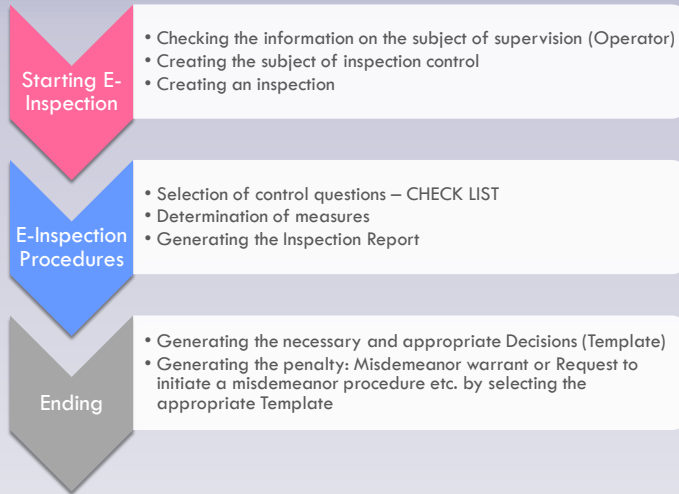 Starting E-
Inspection
• Checking the information on the subject of supervision (Operator)
• Creating the subject of inspection control
• Creating an inspection
E-Inspection
Procedures
• Selection of control questions – CHECK LIST
• Determination of measures
• Generating the Inspection Report
Ending
• Generating the necessary and appropriate Decisions (Template)
• Generating the penalty: Misdemeanor warrant or Request to
initiate a misdemeanor procedure etc. by selecting the
appropriate Template